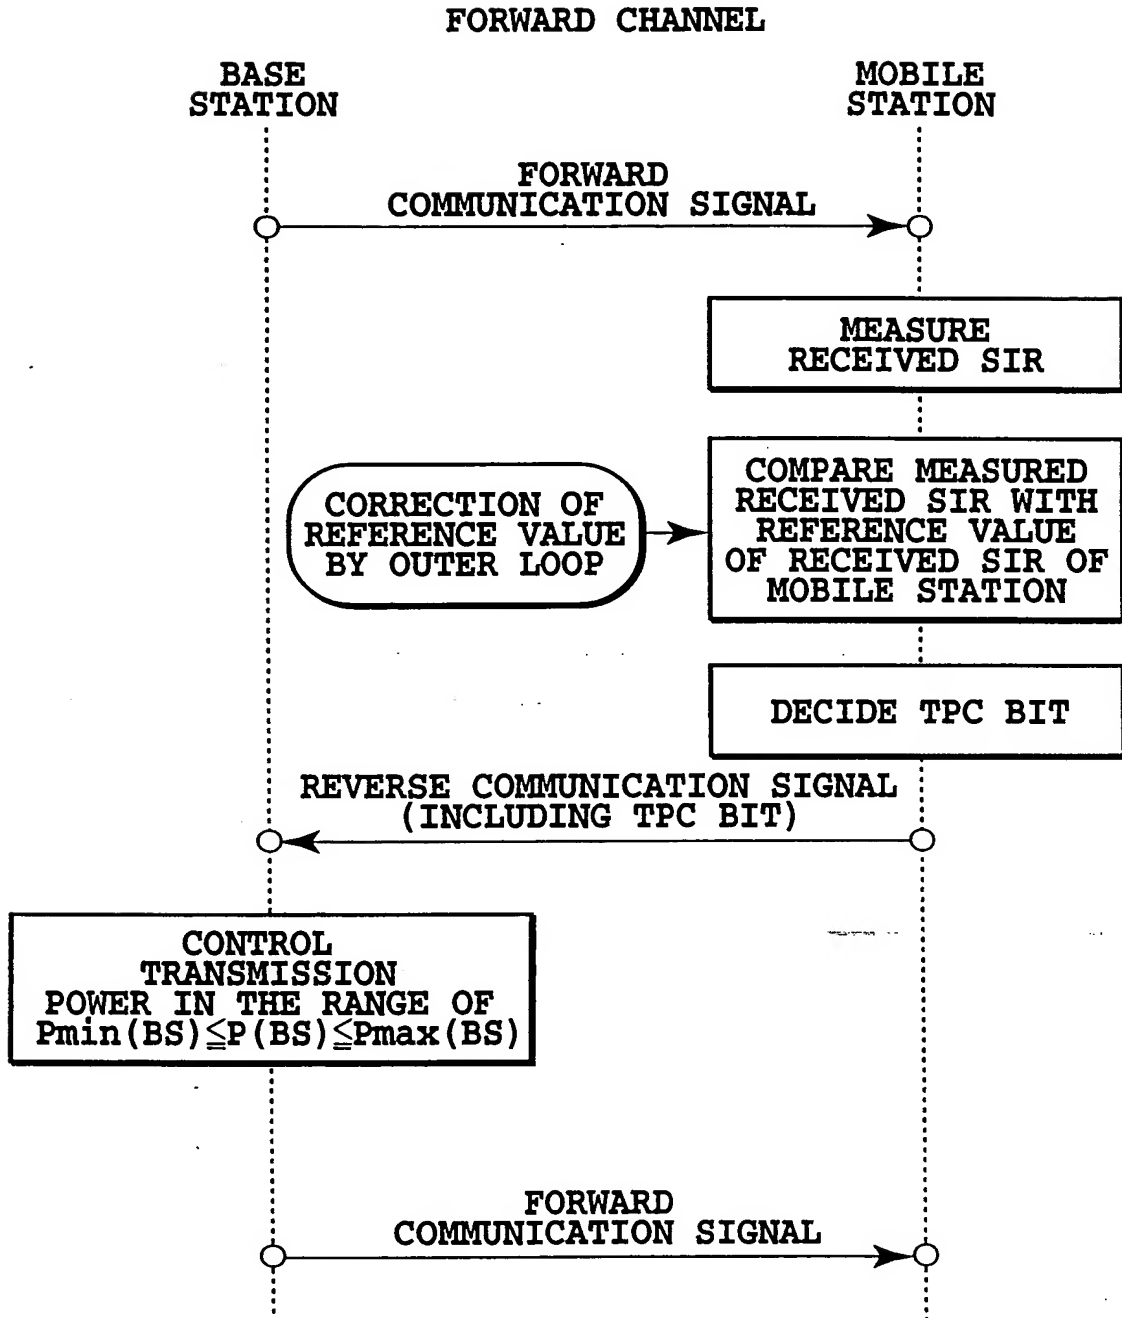 FORWARD CHANNEL
BASE
STATION
MOBILE
STATION
FORWARD
COMMUNICATION SIGNAL
MEASURE
RECEIVED SIR
CORRECTION OF
REFERENCE VALUE
BY OUTER LOOP
COMPARE MEASURED
RECEIVED SIR WITH
REFERENCE VALUE
OF RECEIVED SIR OF
MOBILE STATION
DECIDE TPC BIT
REVERSE COMMUNICATION SIGNAL
(INCLUDING TPC BIT)
CONTROL
TRANSMISSION
POWER IN THE RANGE OF
Pmin(BS)≦P(BS)≦Pmax(BS)
FORWARD
COMMUNICATION SIGNAL